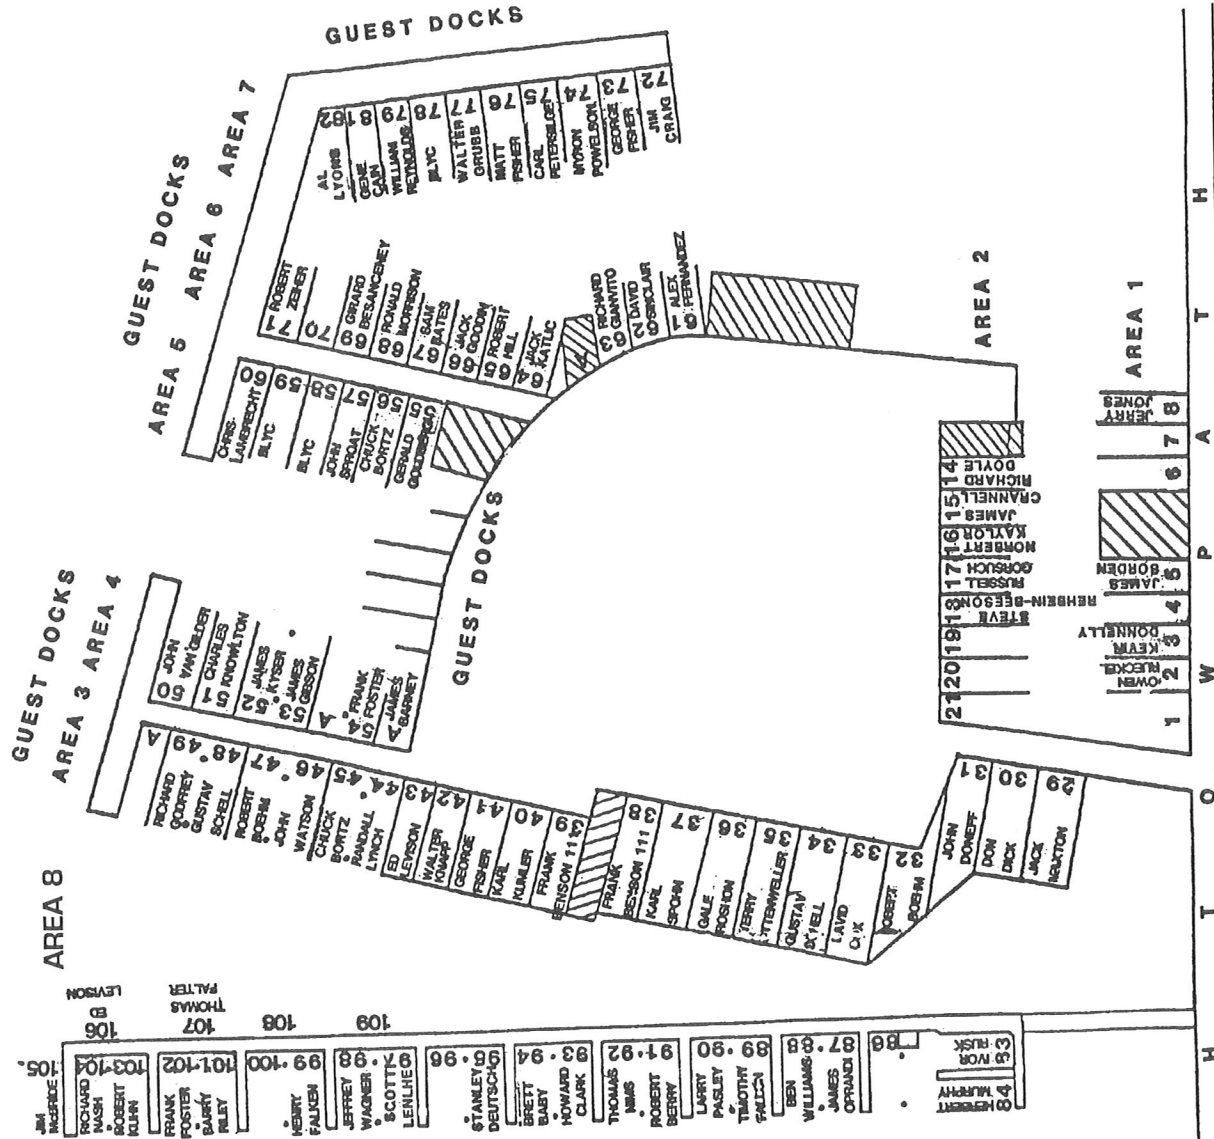 GUEST DOCKS
AREA 7
82 AL LYONS
81 GENE CAIN
79 WILLIAM REYNOLDS
78 BLYC
77 WALTER GRUBB
76 MATT FISHER
75 CARL PETERSILGE
74 MYRON POWELSON
73 GEORGE FISHER
72 JIM CRAIG
GUEST DOCKS
AREA 5 AREA 6
71 ROBERT ZEIHER
70
69 GIRARD BESANCENEY
68 RONALD MORRISON
67 SAM BATES
66 JACK GOODIN
65 ROBERT HILL
64 JACK KATLIC
63 RICHARD GIANVITO
62 DAVID SINCLAIR
61 ALEX FERNANDEZ
60 CHRIS LAMBRECHT
59 BLYC
58 BLYC
57 JOHN SPROAT
56 CHUCK BORTZ
55 GERALD
GUEST DOCKS
GUEST DOCKS
AREA 3 AREA 4
50 JOHN VAN GILDER
51 CHARLES KNOWLTON
52 JAMES KYSER
53 JAMES GIBSON
A
54 FRANK FOSTER
A JAMES BARNEY
A RICHARD
49 GODFREY
48 GUSTAV SCHELL
47 ROBERT BOEHM
46 JOHN WATSON
45 CHUCK BORTZ
44 RANDALL LYNCH
43 ED LEVISON
42 WALTER KNAPP
41 GEORGE FISHER
40 KARL KUMLER
39 FRANK BENSON 111
38 FRANK BENSON 111
37 KARL SPOHN
36 GALE ROSHON
35 TERRY OTTENWELLER
34 GUSTAV SCHELL
33 DAVID COX
32 ROBERT BOEHM
31 JOHN DONEFF
30 DON DICK
29 JACK MAXTON
AREA 2
14 RICHARD DOYLE
15 JAMES CRANNELL
16 NORBERT KAYLOR
17 RUSSELL GORSUCH
18 STEVE REHBEIN-BEESON
19
20
21
AREA 1
8 JERRY JONES
7
6
5 JAMES BORDEN
4
3 KEVIN DONNELLY
2 OWEN RUECKEL
1
T O W P A T H
AREA 8
106 ED LEVISON
107 THOMAS FALTER
108
109
105 JIM McBRIDE
104 RICHARD NASH
103 ROBERT KUHN
102 FRANK FOSTER
101 BARRY RILEY
100
99 HENRY FALKEN
98 JEFFREY WAGNER
97 SCOTT
96
95 STANLEY DEUTSCH
94 BRETT BABY
93 HOWARD CLARK
92 THOMAS MIMS
91 ROBERT BERRY
90 LARRY PASLEY
89 TIMOTHY FALCON
88 BEN WILLIAMS
87 JAMES OPRANDI
86
83 IVOR RUSK
84 HERBERT MURPHY
T
H